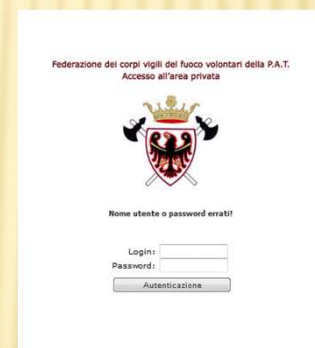 Federazione dei corpi vigili del fuoco volontari della P.A.T.
Accesso all'area privata
Nome utente o password errati!
Login:
Password:
Autenticazione